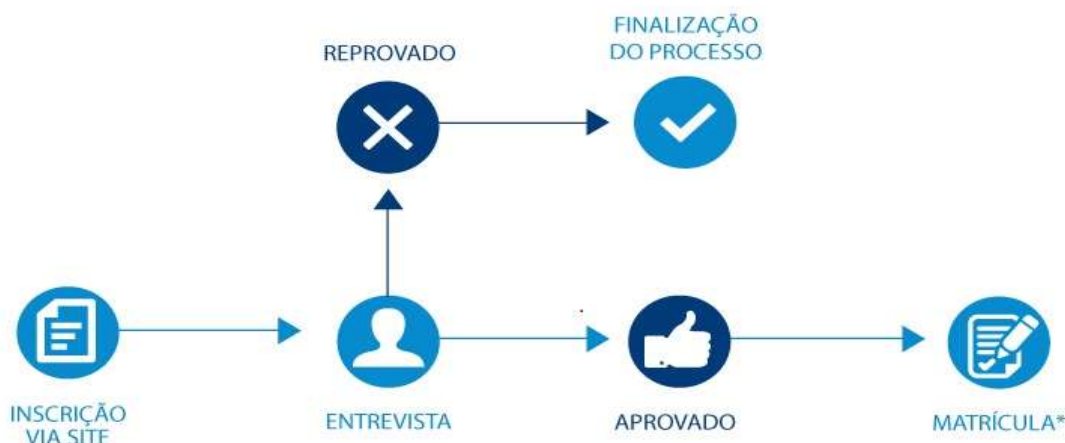 REPROVADO
FINALIZAÇÃO
DO PROCESSO
INSCRIÇÃO
VIA SITE
ENTREVISTA
APROVADO
MATRÍCULA*